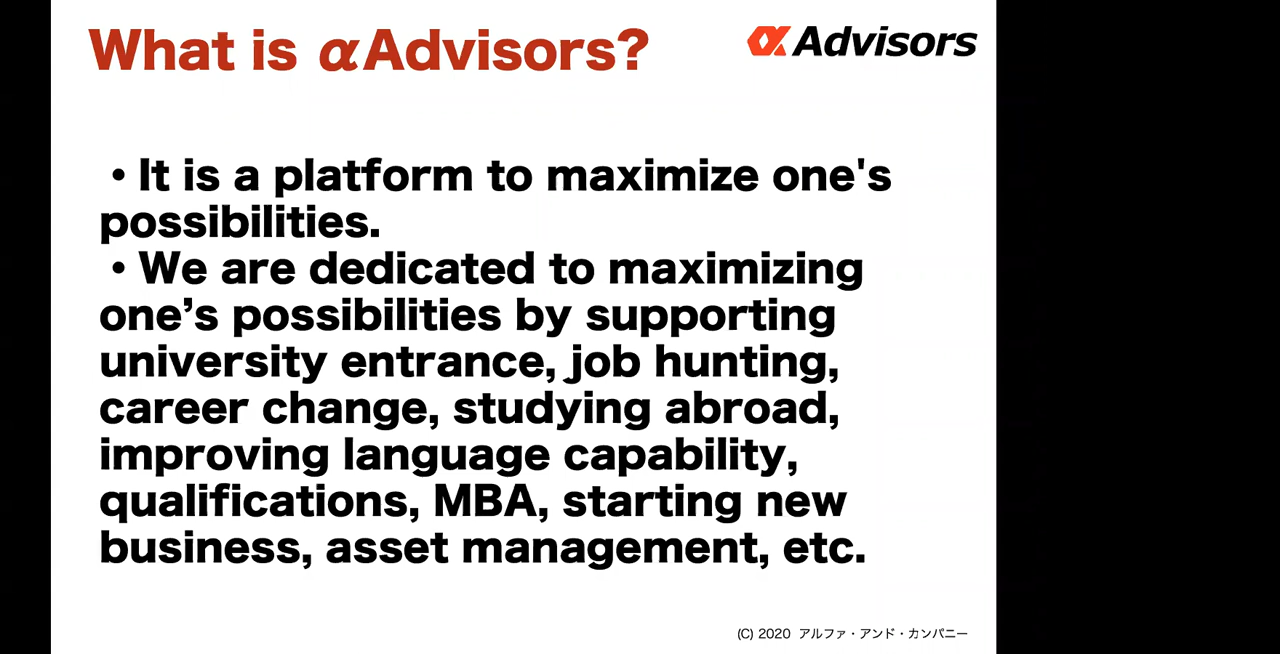 What is αAdvisors?
αAdvisors
・It is a platform to maximize one's
possibilities.
・We are dedicated to maximizing
one’s possibilities by supporting
university entrance, job hunting,
career change, studying abroad,
improving language capability,
qualifications, MBA, starting new
business, asset management, etc.
(C) 2020 アルファ・アンド・カンパニー